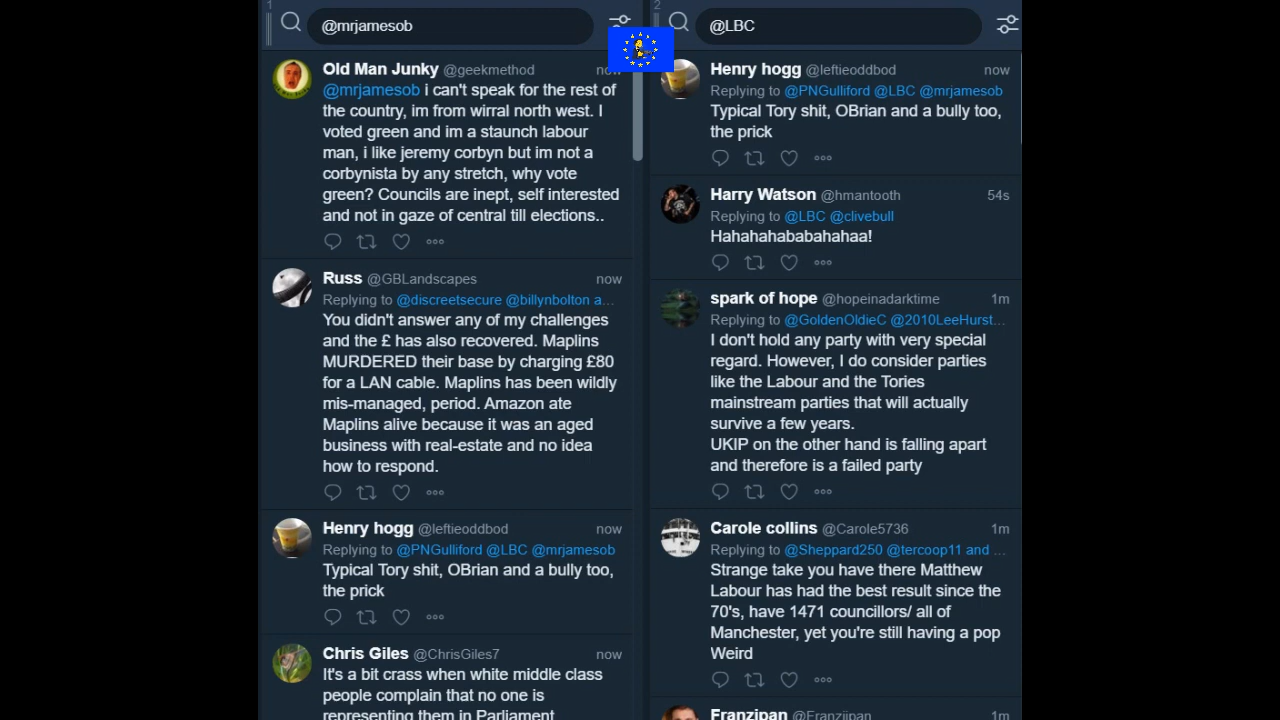 1
@mrjamesob
Old Man Junky @geekmethod now
@mrjamesob i can't speak for the rest of
the country, im from wirral north west. I
voted green and im a staunch labour
man, i like jeremy corbyn but im not a
corbynista by any stretch, why vote
green? Councils are inept, self interested
and not in gaze of central till elections..
Russ @GBLandscapes now
Replying to @discreetsecure @billynbolton a...
You didn't answer any of my challenges
and the £ has also recovered. Maplins
MURDERED their base by charging £80
for a LAN cable. Maplins has been wildly
mis-managed, period. Amazon ate
Maplins alive because it was an aged
business with real-estate and no idea
how to respond.
Henry hogg @leftieoddbod now
Replying to @PNGulliford @LBC @mrjamesob
Typical Tory shit, OBrian and a bully too,
the prick
Chris Giles @ChrisGiles7 now
It's a bit crass when white middle class
people complain that no one is
representing them in Parliament
2
@LBC
Henry hogg @leftieoddbod now
Replying to @PNGulliford @LBC @mrjamesob
Typical Tory shit, OBrian and a bully too,
the prick
Harry Watson @hmantooth 54s
Replying to @LBC @clivebull
Hahahahababahahaa!
spark of hope @hopeinadarktime 1m
Replying to @GoldenOldieC @2010LeeHurst...
I don't hold any party with very special
regard. However, I do consider parties
like the Labour and the Tories
mainstream parties that will actually
survive a few years.
UKIP on the other hand is falling apart
and therefore is a failed party
Carole collins @Carole5736 1m
Replying to @Sheppard250 @tercoop11 and ...
Strange take you have there Matthew
Labour has had the best result since the
70's, have 1471 councillors/ all of
Manchester, yet you're still having a pop
Weird
Franzipan @Franziipan 1m